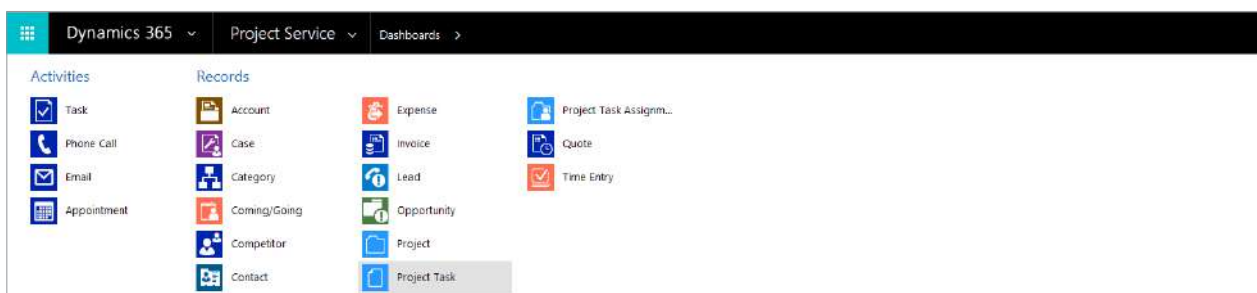 Dynamics 365 Project Service Dashboards
Activities Records
Task Account Expense Project Task Assignm...
Phone Call Case Invoice Quote
Email Category Lead Time Entry
Appointment Coming/Going Opportunity
Competitor Project
Contact Project Task